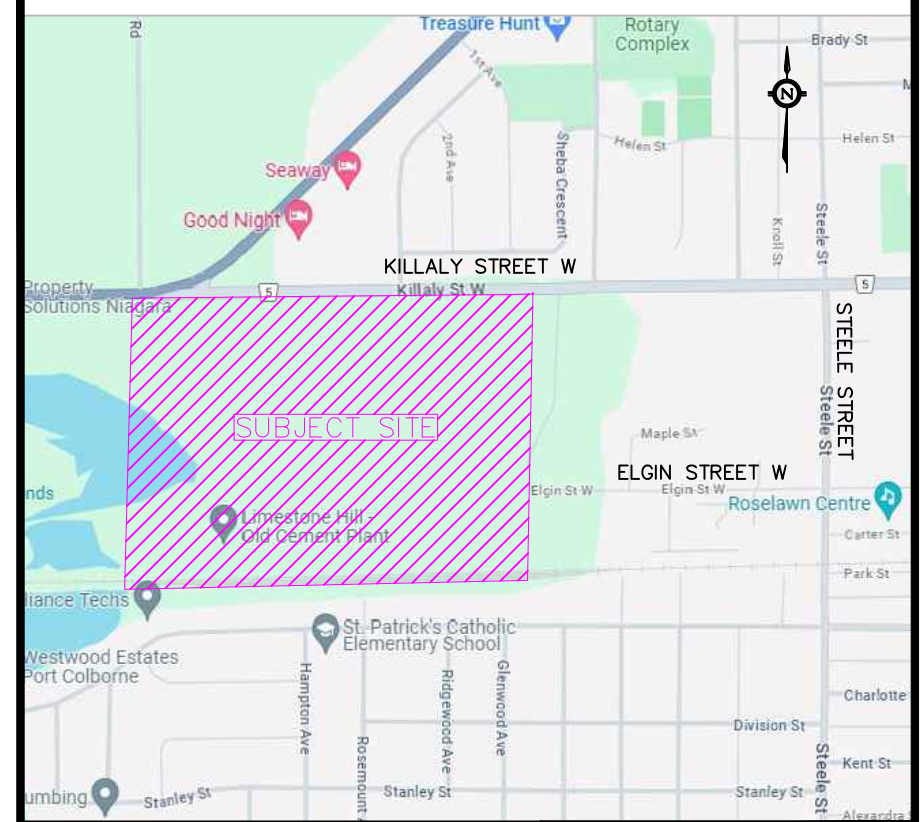 Rd
Treasure Hunt
Rotary
Complex
Brady St
1st Ave
N
2nd Ave
Sheba Crescent
Helen St
Helen St
Seaway
Good Night
Knoll St
Steele St
KILLALY STREET W
Property
Solutions Niagara
5
Killaly St W
5
STEELE STREET
Steele St
SUBJECT SITE
Maple St
ELGIN STREET W
Elgin St W
Elgin St W
Roselawn Centre
nds
Limestone Hill -
Old Cement Plant
Carter St
Park St
liance Techs
St. Patrick's Catholic
Elementary School
Westwood Estates
Port Colborne
Hampton Ave
Ridgewood Ave
Glenwood Ave
Charlotte
Division St
Rosemount
Steele St
Kent St
umbing
Stanley St
Stanley St
Stanley St
Alexandra